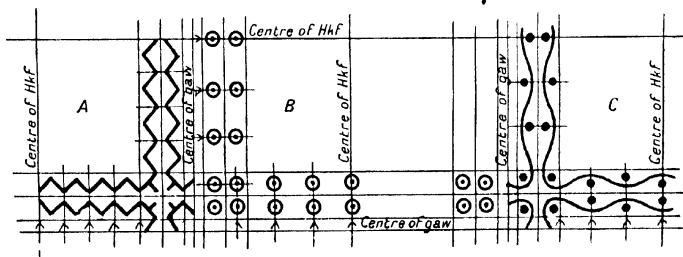 Centre of Hkf
Centre of Hkf
A
Centre of gaw
B
Centre of Hkf
Centre of gaw
Centre of gaw
C
Centre of Hkf